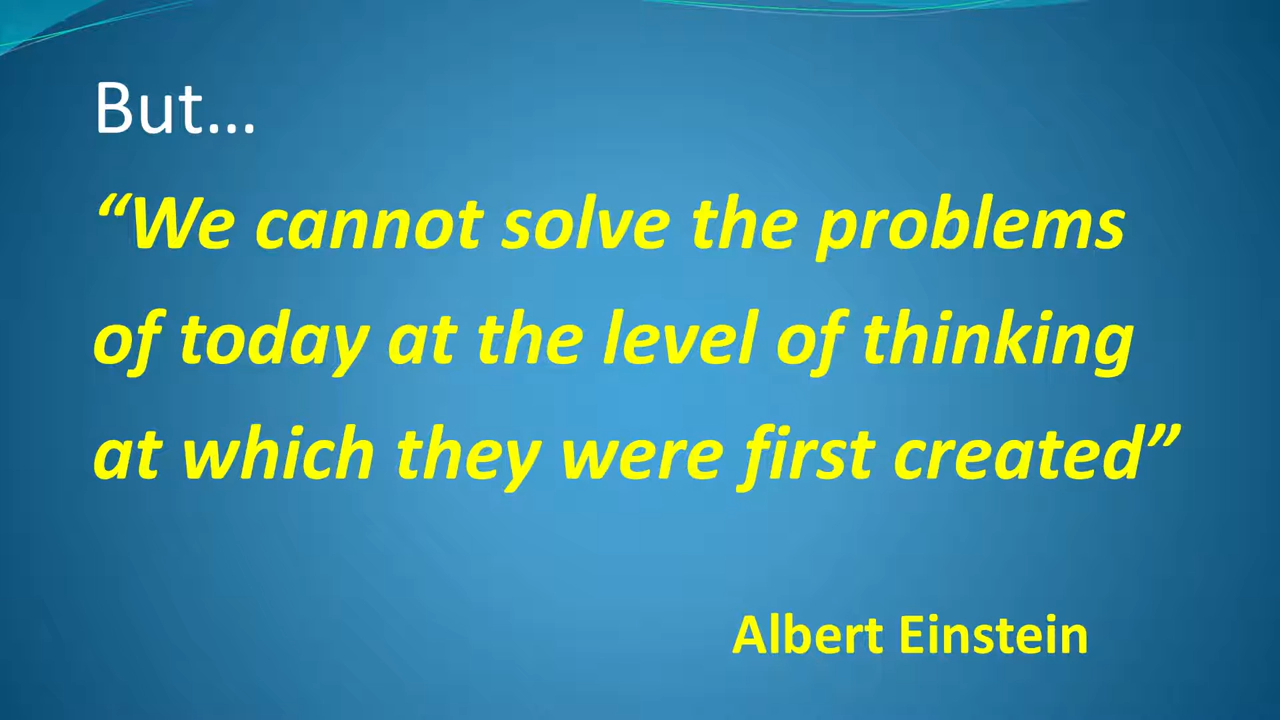 But…
“We cannot solve the problems
of today at the level of thinking
at which they were first created”
Albert Einstein